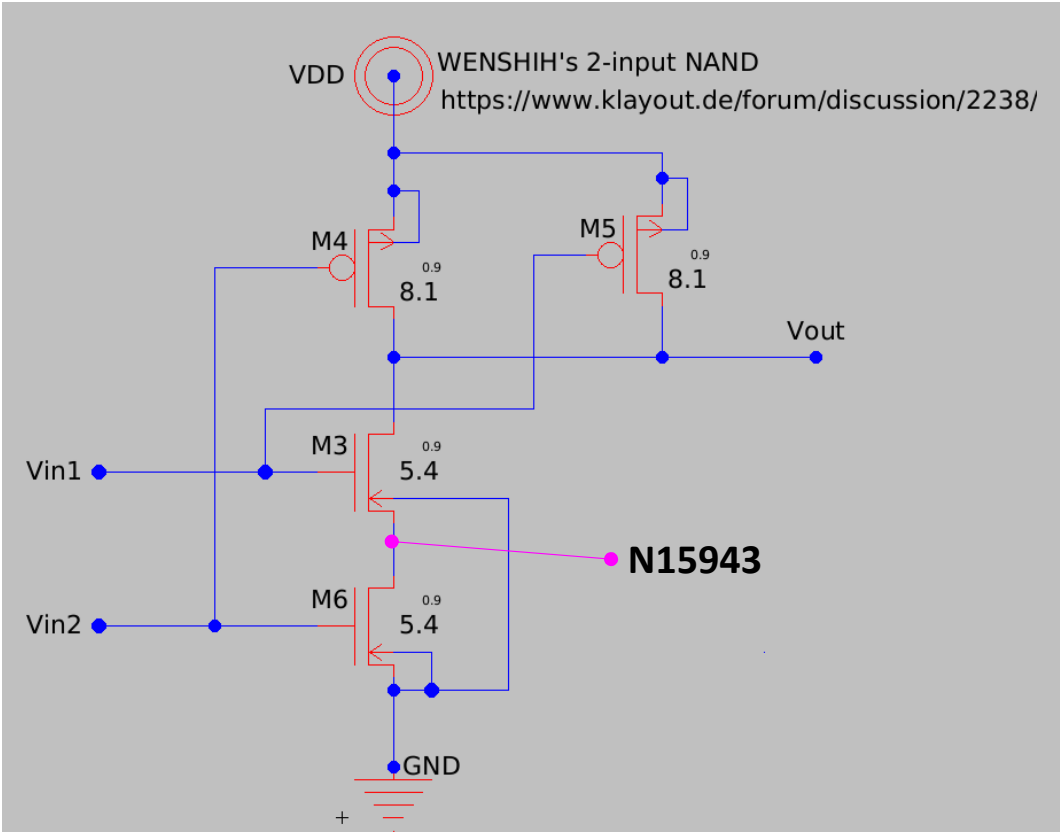 VDD
WENSHIH's 2-input NAND
https://www.klayout.de/forum/discussion/2238/
M4
0.9
8.1
M5
0.9
8.1
Vout
M3
0.9
5.4
Vin1
N15943
M6
0.9
5.4
Vin2
GND
+